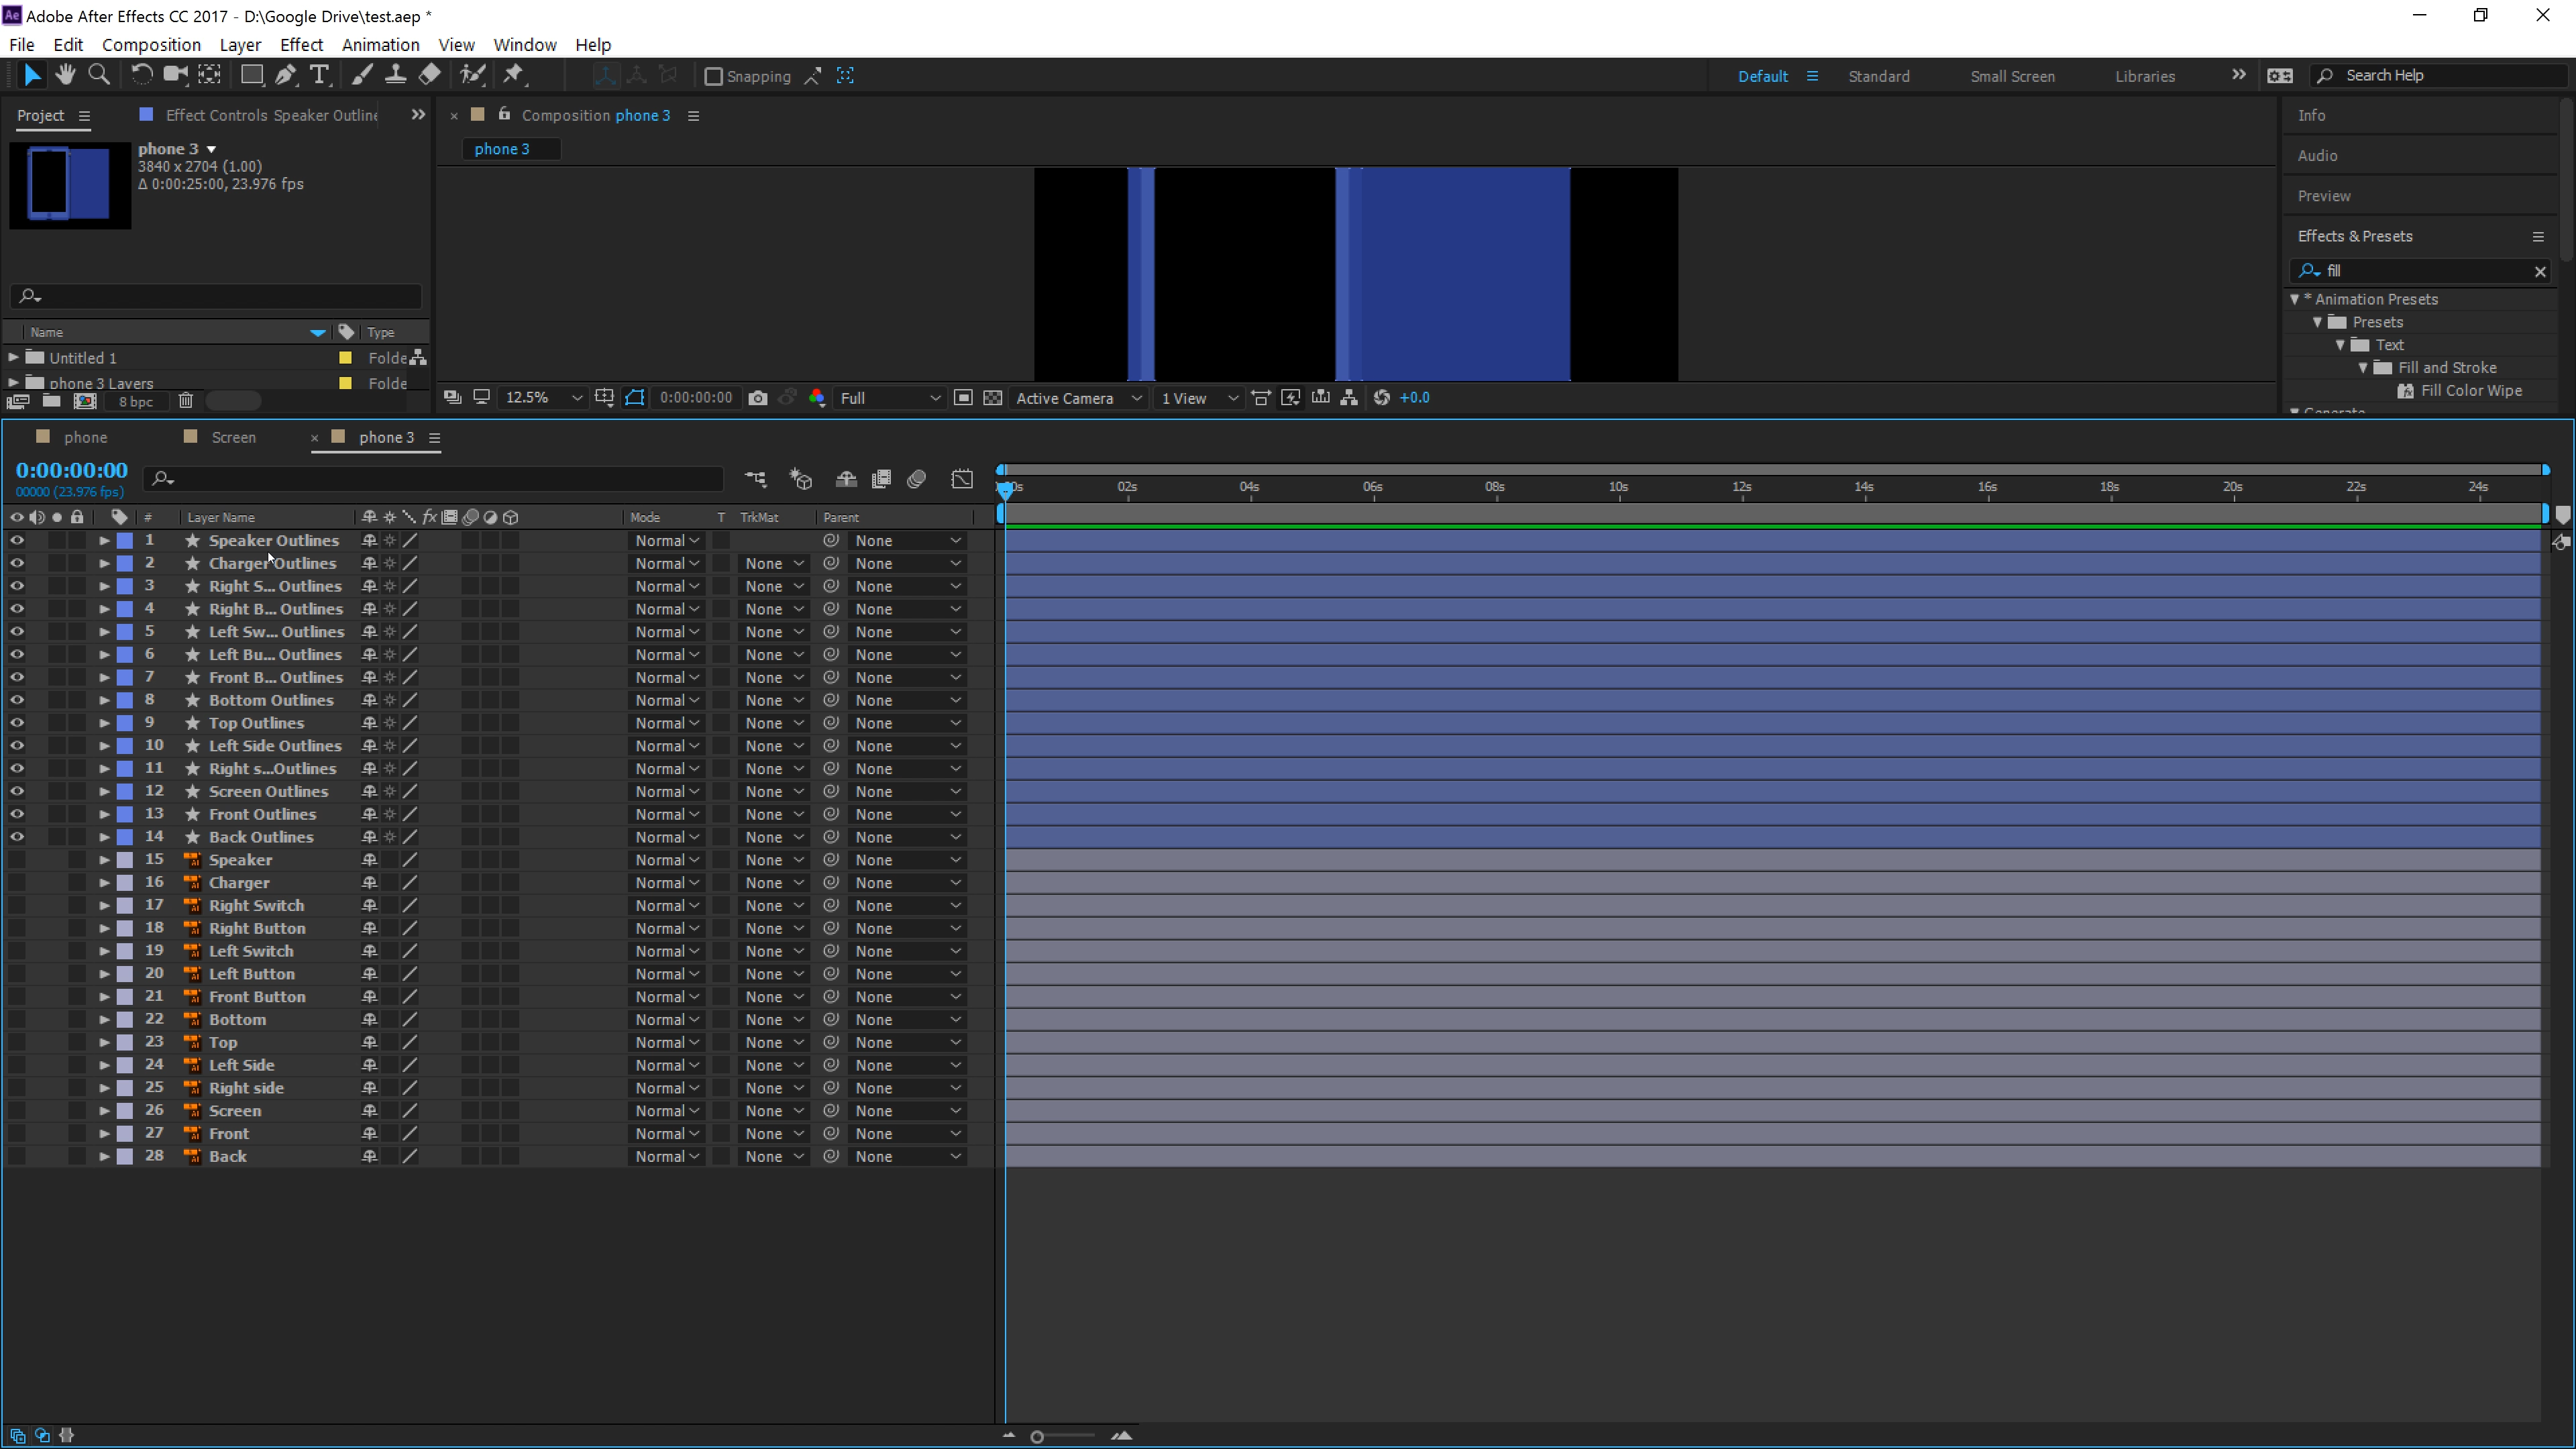 Ae Adobe After Effects CC 2017 - D:\Google Drive\test.aep *
File Edit Composition Layer Effect Animation View Window Help
Snapping Default Standard Small Screen Libraries Search Help
Project Effect Controls Speaker Outline
phone 3
3840 x 2704 (1.00)
Δ 0:00:25:00, 23.976 fps
Name Type
Untitled 1 Folde
phone 3 Layers Folde
8 bpc
Composition phone 3
phone 3
12.5% 0:00:00:00 Full Active Camera 1 View +0.0
Info
Audio
Preview
Effects & Presets
fill
* Animation Presets
Presets
Text
Fill and Stroke
Fill Color Wipe
Generate
phone Screen phone 3
0:00:00:00
00000 (23.976 fps)
02s 04s 06s 08s 10s 12s 14s 16s 18s 20s 22s 24s
# Layer Name fx Mode T TrkMat Parent
1 Speaker Outlines Normal None
2 Charger Outlines Normal None None
3 Right S... Outlines Normal None None
4 Right B... Outlines Normal None None
5 Left Sw... Outlines Normal None None
6 Left Bu... Outlines Normal None None
7 Front B... Outlines Normal None None
8 Bottom Outlines Normal None None
9 Top Outlines Normal None None
10 Left Side Outlines Normal None None
11 Right s...Outlines Normal None None
12 Screen Outlines Normal None None
13 Front Outlines Normal None None
14 Back Outlines Normal None None
15 Speaker Normal None None
16 Charger Normal None None
17 Right Switch Normal None None
18 Right Button Normal None None
19 Left Switch Normal None None
20 Left Button Normal None None
21 Front Button Normal None None
22 Bottom Normal None None
23 Top Normal None None
24 Left Side Normal None None
25 Right side Normal None None
26 Screen Normal None None
27 Front Normal None None
28 Back Normal None None